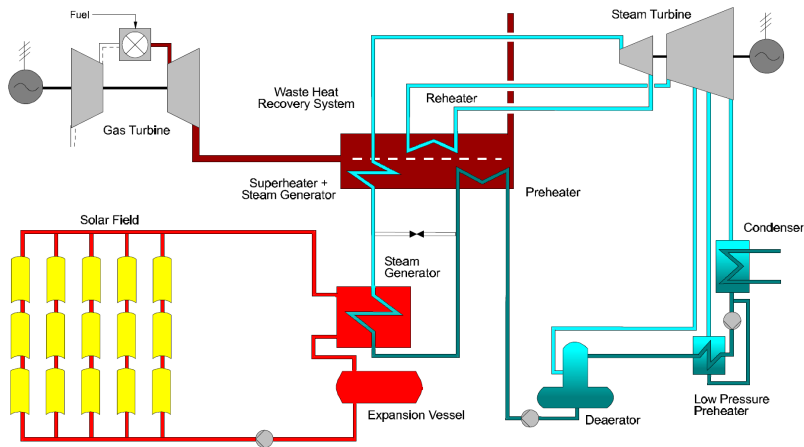 Fuel
Steam Turbine
Waste Heat
Recovery System
Reheater
Gas Turbine
Superheater +
Steam Generator
Preheater
Solar Field
Condenser
Steam
Generator
Low Pressure
Preheater
Expansion Vessel
Deaerator